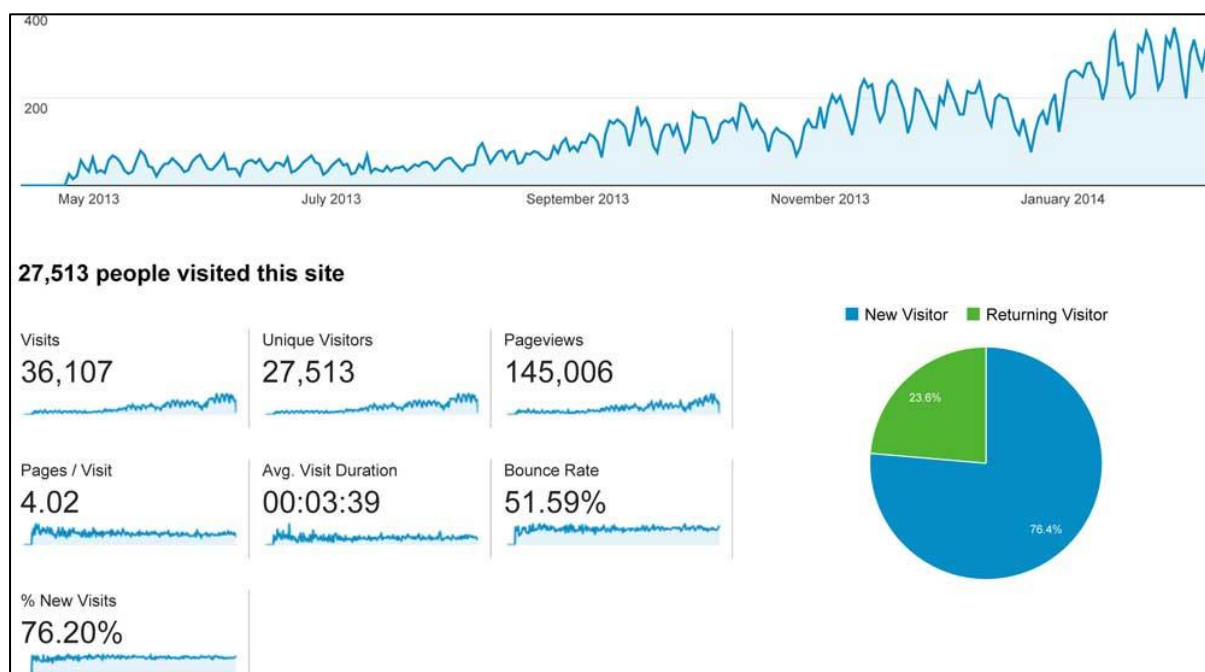 400
200
May 2013 July 2013 September 2013 November 2013 January 2014
27,513 people visited this site
New Visitor Returning Visitor
Visits Unique Visitors Pageviews
36,107 27,513 145,006
23.6%
Pages / Visit Avg. Visit Duration Bounce Rate
4.02 00:03:39 51.59%
76.4%
% New Visits
76.20%